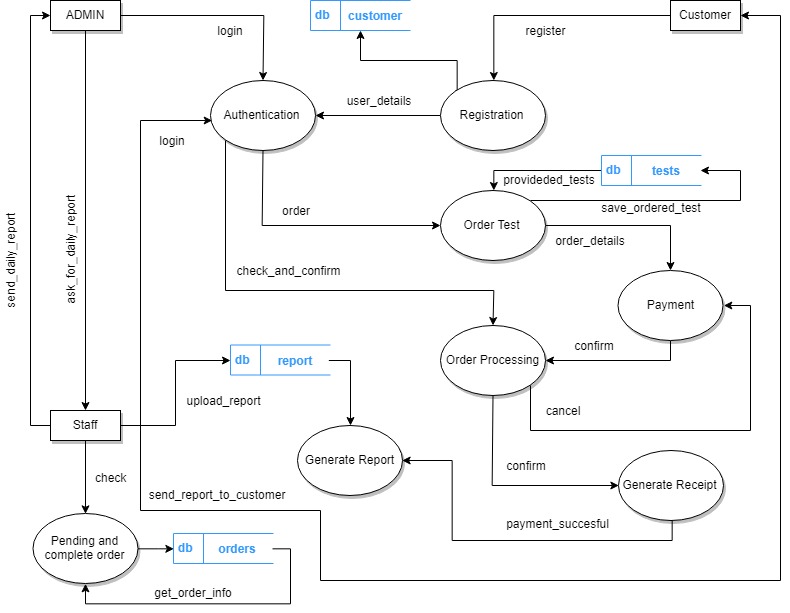 ADMIN
db customer
Customer
login
register
Authentication
user_details
Registration
login
provideded_tests
db tests
save_ordered_test
send_daily_report
ask_for_daily_report
order
Order Test
order_details
check_and_confirm
Payment
db report
Order Processing
confirm
upload_report
cancel
Staff
Generate Report
confirm
check
send_report_to_customer
Generate Receipt
payment_succesful
Pending and
complete order
db orders
get_order_info